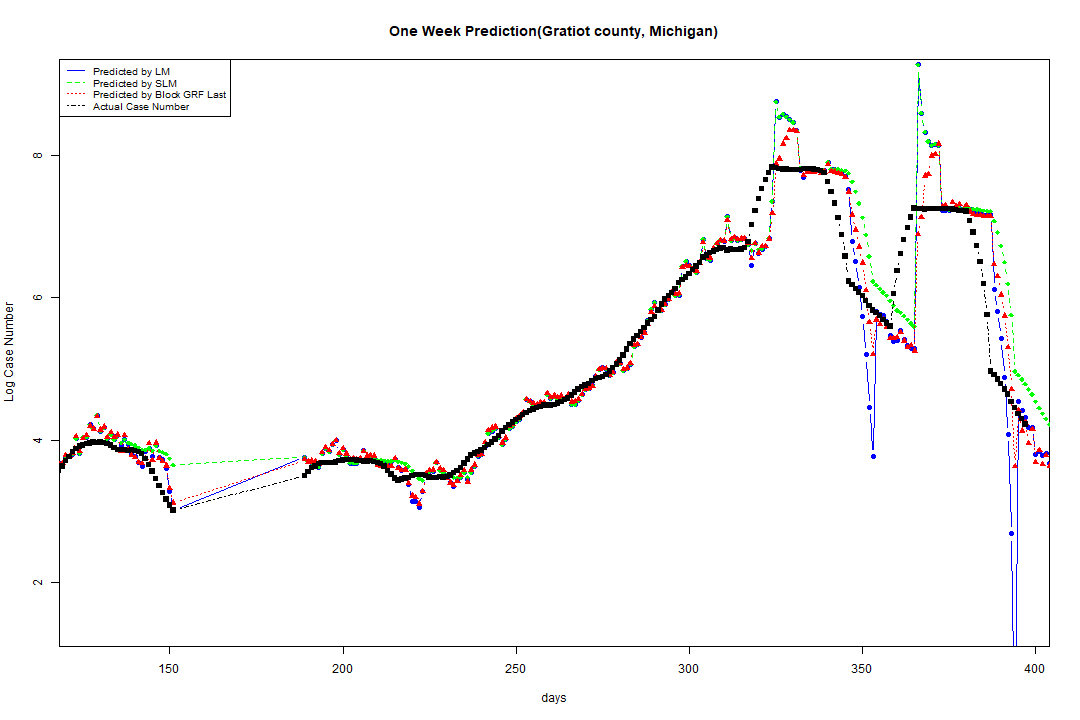 One Week Prediction(Gratiot county, Michigan)
Predicted by LM
Predicted by SLM
Predicted by Block GRF Last
Actual Case Number
Log Case Number
8
6
4
2
150 200 250 300 350 400
days